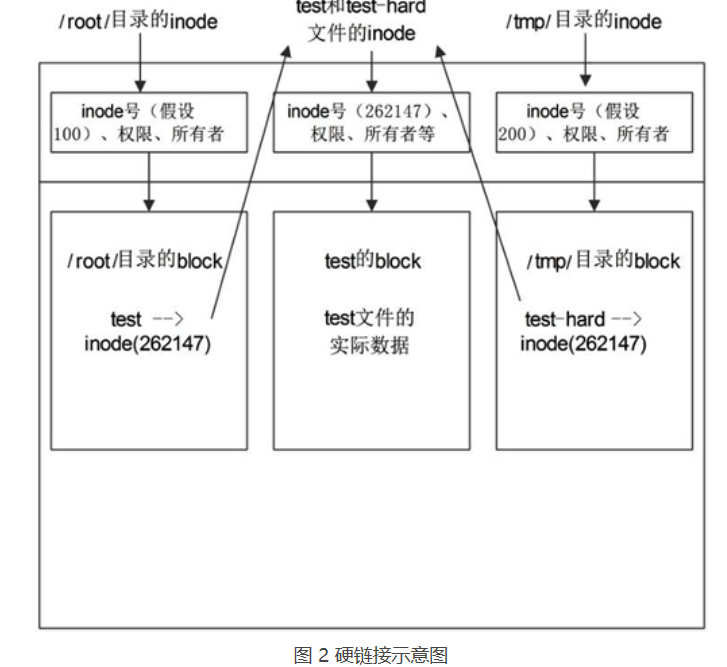 /root/目录的inode
test和test-hard
文件的inode
/tmp/目录的inode
inode号（假设
100）、权限、所有者
inode号（262147）、
权限、所有者等
inode号（假设
200）、权限、所有者
/root/目录的block
test -->
inode(262147)
test的block
test文件的
实际数据
/tmp/目录的block
test-hard -->
inode(262147)
图 2 硬链接示意图